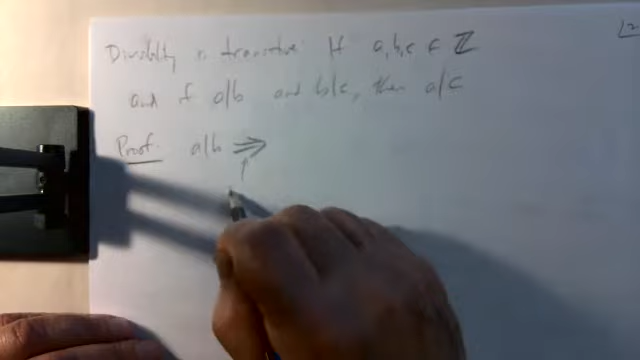 Divisibility is transitive: If a,b,c ∈ ℤ
and if a|b and b|c, then a|c
Proof: a|b ⇒